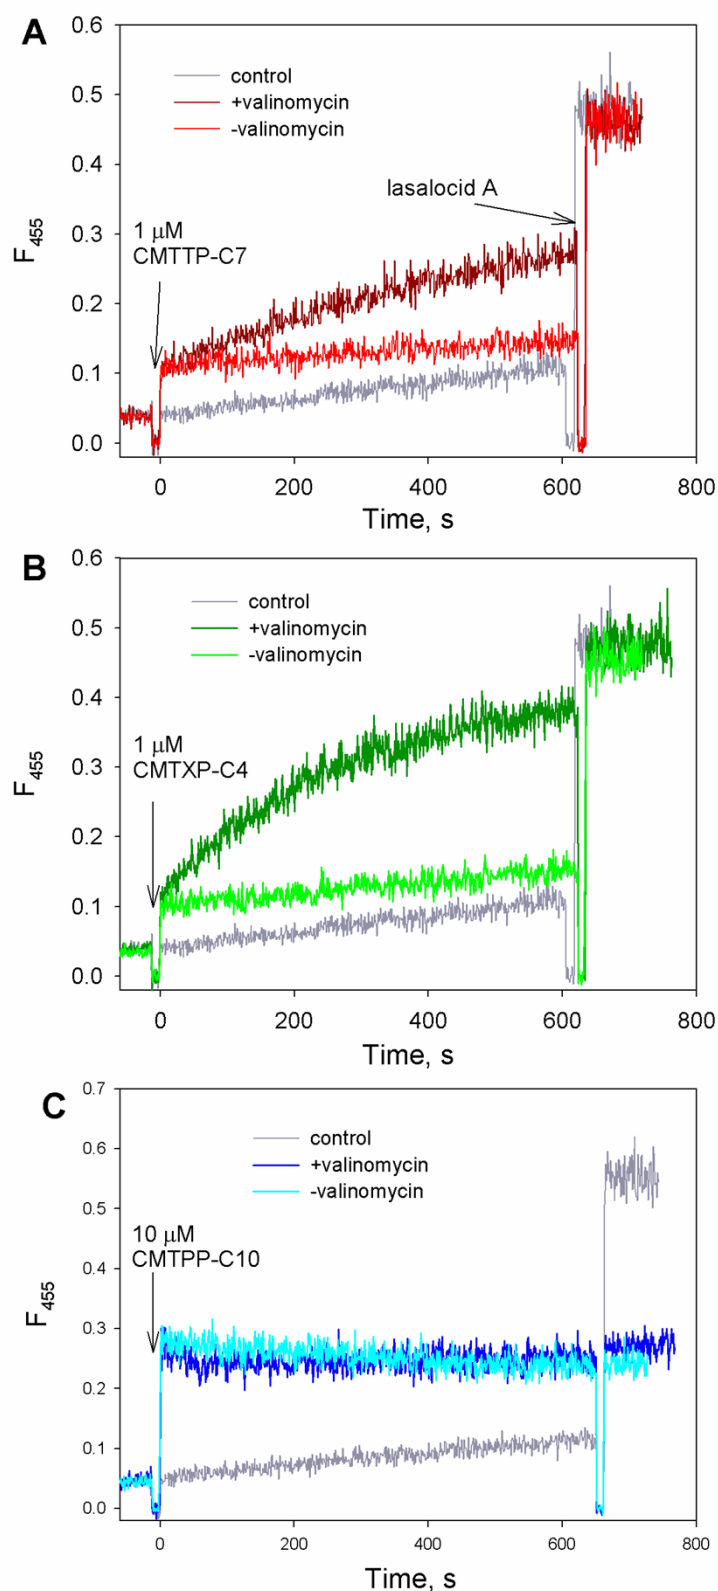 A
0.6
control
+valinomycin
-valinomycin
0.5
0.4
lasalocid A
1 μM
CMTTP-C7
0.3
F455
0.2
0.1
0.0
0 200 400 600 800
Time, s
B
0.6
control
+valinomycin
-valinomycin
0.5
0.4
1 μM
CMTXP-C4
0.3
F455
0.2
0.1
0.0
0 200 400 600 800
Time, s
C
0.7
control
+valinomycin
-valinomycin
0.6
0.5
10 μM
CMTPP-C10
0.4
F455
0.3
0.2
0.1
0.0
0 200 400 600 800
Time, s